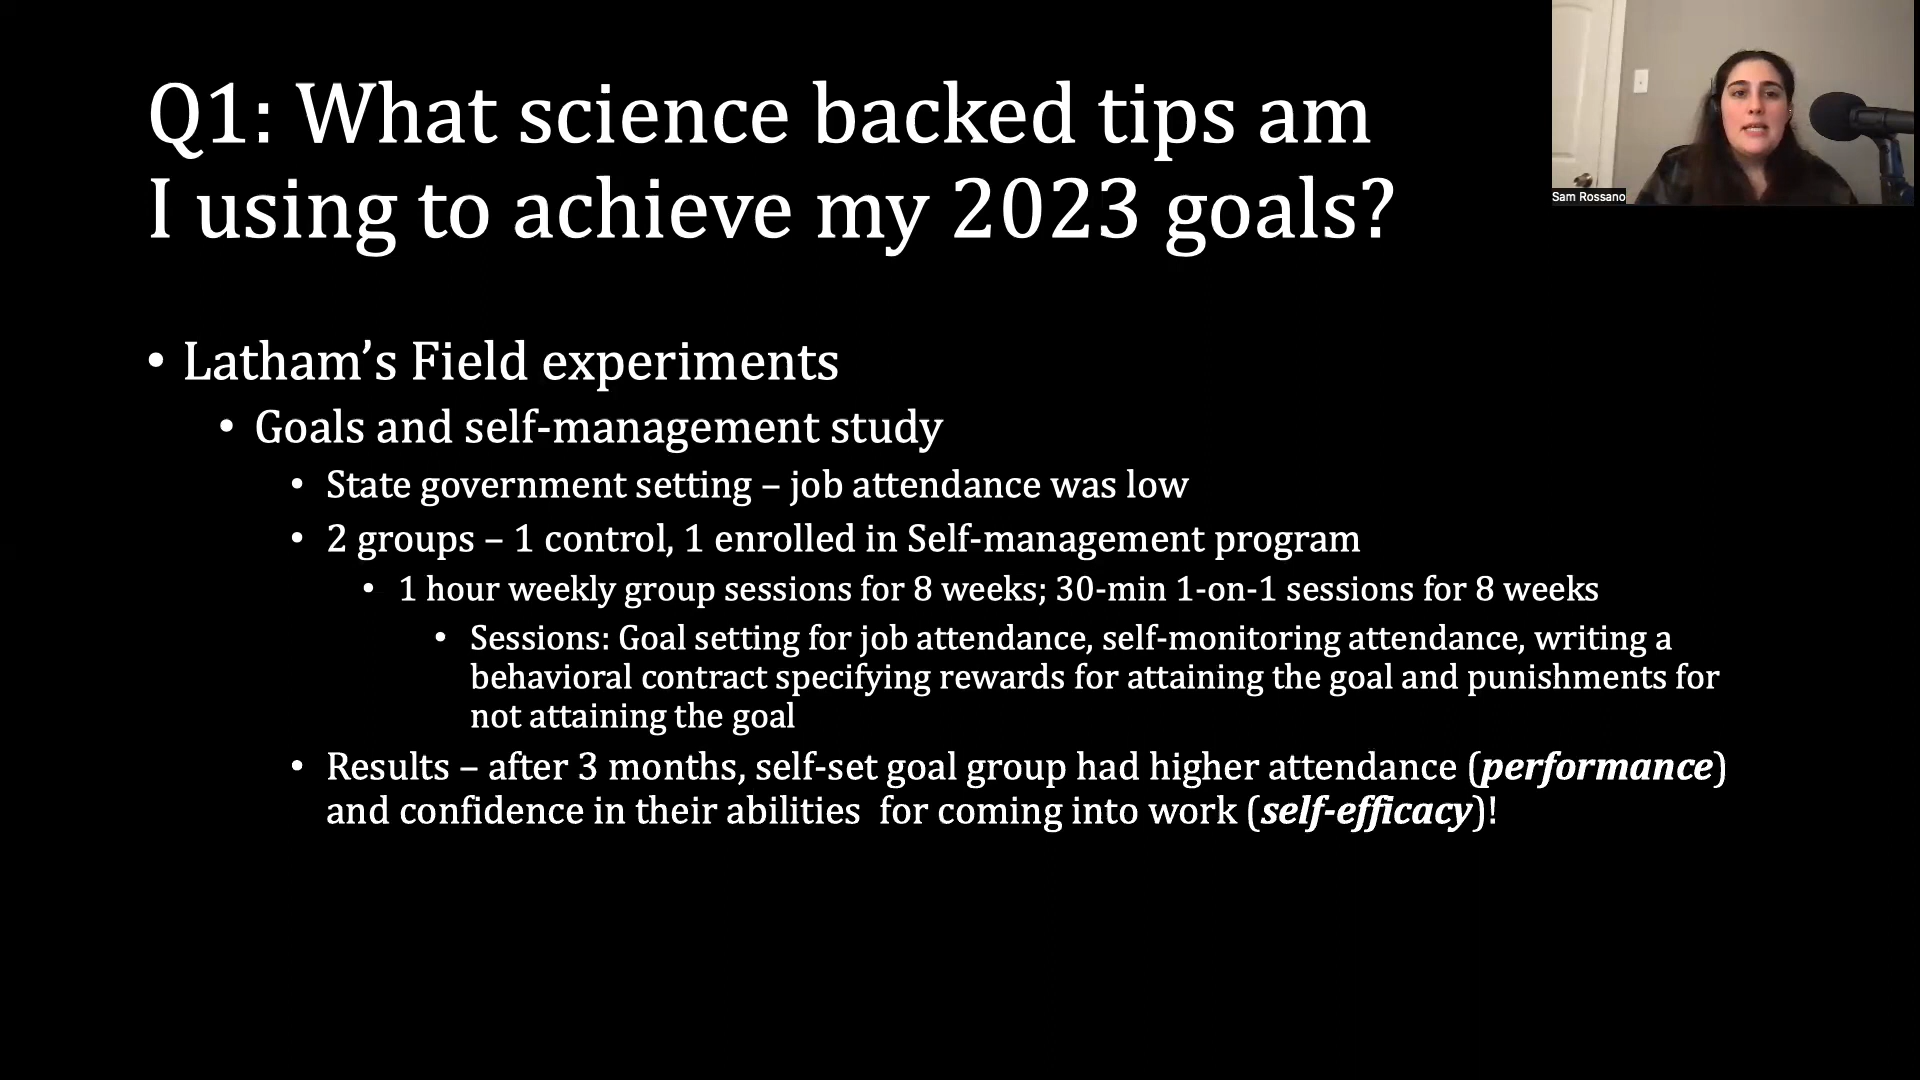 Q1: What science backed tips am
I using to achieve my 2023 goals?
Sam Rossano
• Latham’s Field experiments
• Goals and self-management study
• State government setting – job attendance was low
• 2 groups – 1 control, 1 enrolled in Self-management program
• 1 hour weekly group sessions for 8 weeks; 30-min 1-on-1 sessions for 8 weeks
• Sessions: Goal setting for job attendance, self-monitoring attendance, writing a
behavioral contract specifying rewards for attaining the goal and punishments for
not attaining the goal
• Results – after 3 months, self-set goal group had higher attendance (performance)
and confidence in their abilities  for coming into work (self-efficacy)!